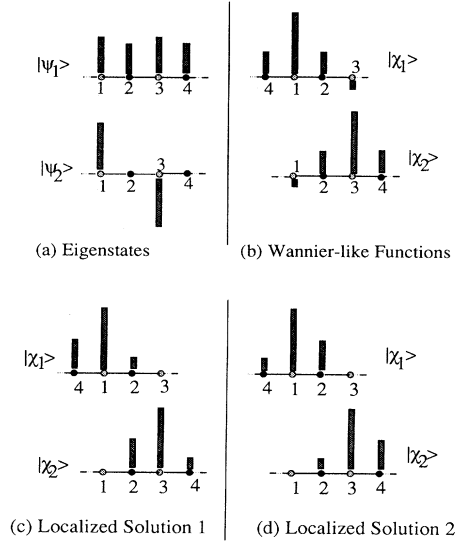 |ψ1>
1 2 3 4
|ψ2>
1 2 3 4
(a) Eigenstates
|χ1>
4 1 2 3
|χ2>
1 2 3 4
(b) Wannier-like Functions
|χ1>
4 1 2 3
|χ2>
1 2 3 4
(c) Localized Solution 1
|χ1>
4 1 2 3
|χ2>
1 2 3 4
(d) Localized Solution 2